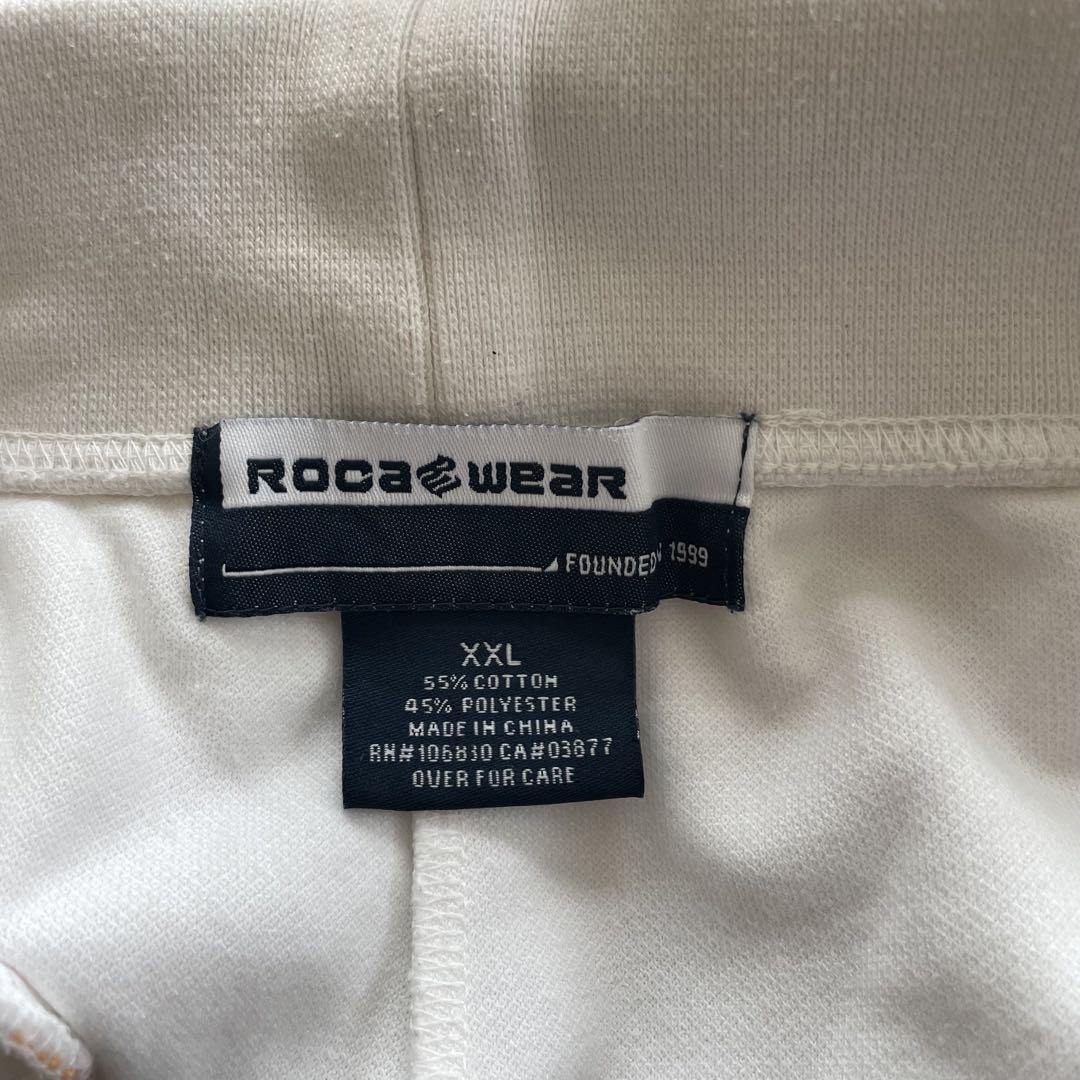 ROCA WEAR
FOUNDED 1999
XXL
55% COTTON
45% POLYESTER
MADE IN CHINA
RN#106830 CA#03877
OVER FOR CARE